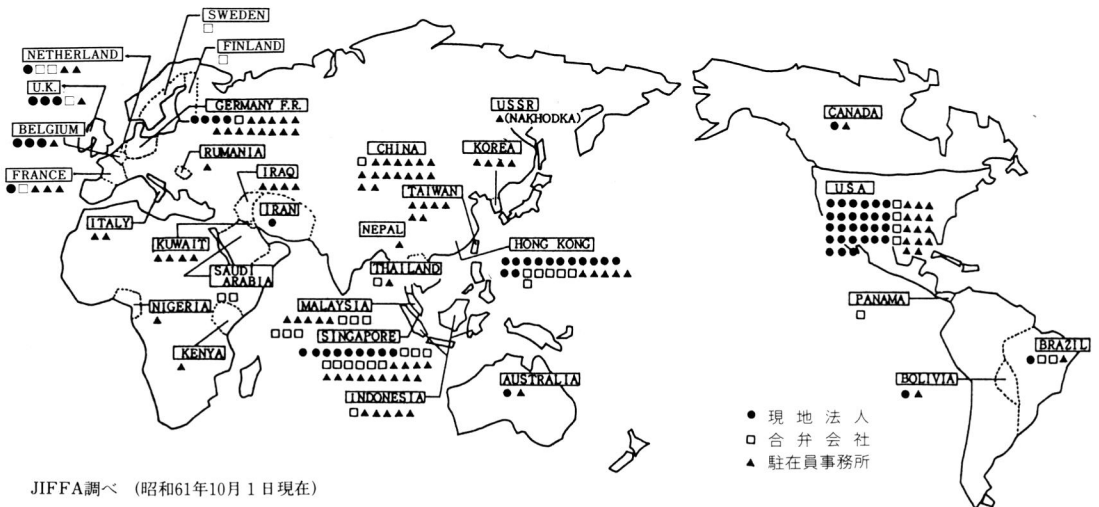 SWEDEN
□
FINLAND
□
NETHERLAND
●□□▲▲
U.K.
●●●□▲
GERMANY F.R.
●●●●□▲▲▲▲▲
▲▲▲▲▲▲▲▲
BELGIUM
●●●▲
RUMANIA
▲
FRANCE
●□▲▲▲
ITALY
▲▲
IRAQ
▲▲▲▲
IRAN
●
KUWAIT
▲▲▲▲
SAUDI
ARABIA
□□
NIGERIA
▲
KENYA
▲
USSR
▲(NAKHODKA)
CHINA
□▲▲▲▲▲▲
▲▲
KOREA
▲▲▲▲
TAIWAN
▲▲▲▲
▲▲
NEPAL
▲
HONG KONG
●●●●●●●●●●●●
●●□□□□□▲▲▲▲▲
□
THAILAND
□▲
MALAYSIA
▲▲▲▲▲□□□
□□□
SINGAPORE
●●●●●●●●●□□□
□□□□□□▲▲▲▲
▲▲▲▲▲▲▲▲▲
INDONESIA
□▲▲▲▲▲
AUSTRALIA
●▲
CANADA
●▲
USA
●●●●●●□▲▲▲
●●●●●●□▲▲▲
●●●●●●□▲▲▲
●●●●●●□▲▲▲
●●●□▲▲
PANAMA
□
BRAZIL
●□□▲
BOLIVIA
●▲
● 現地法人
□ 合弁会社
▲ 駐在員事務所
JIFFA調べ (昭和61年10月1日現在)